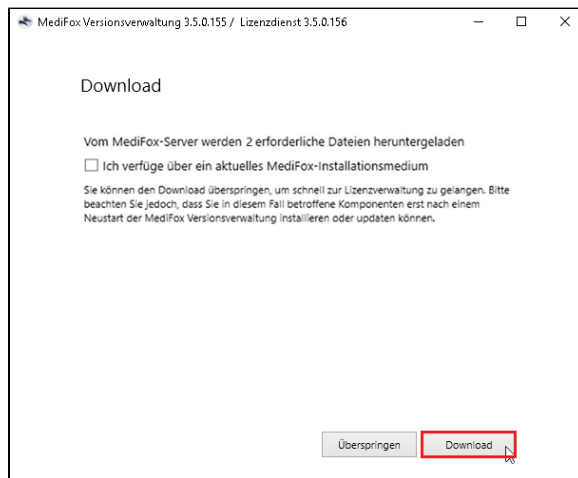 MediFox Versionsverwaltung 3.5.0.155 / Lizenzdienst 3.5.0.156
Download
Vom MediFox-Server werden 2 erforderliche Dateien heruntergeladen
Ich verfüge über ein aktuelles MediFox-Installationsmedium
Sie können den Download überspringen, um schnell zur Lizenzverwaltung zu gelangen. Bitte
beachten Sie jedoch, dass Sie in diesem Fall betroffene Komponenten erst nach einem
Neustart der MediFox Versionsverwaltung installieren oder updaten können.
Überspringen Download